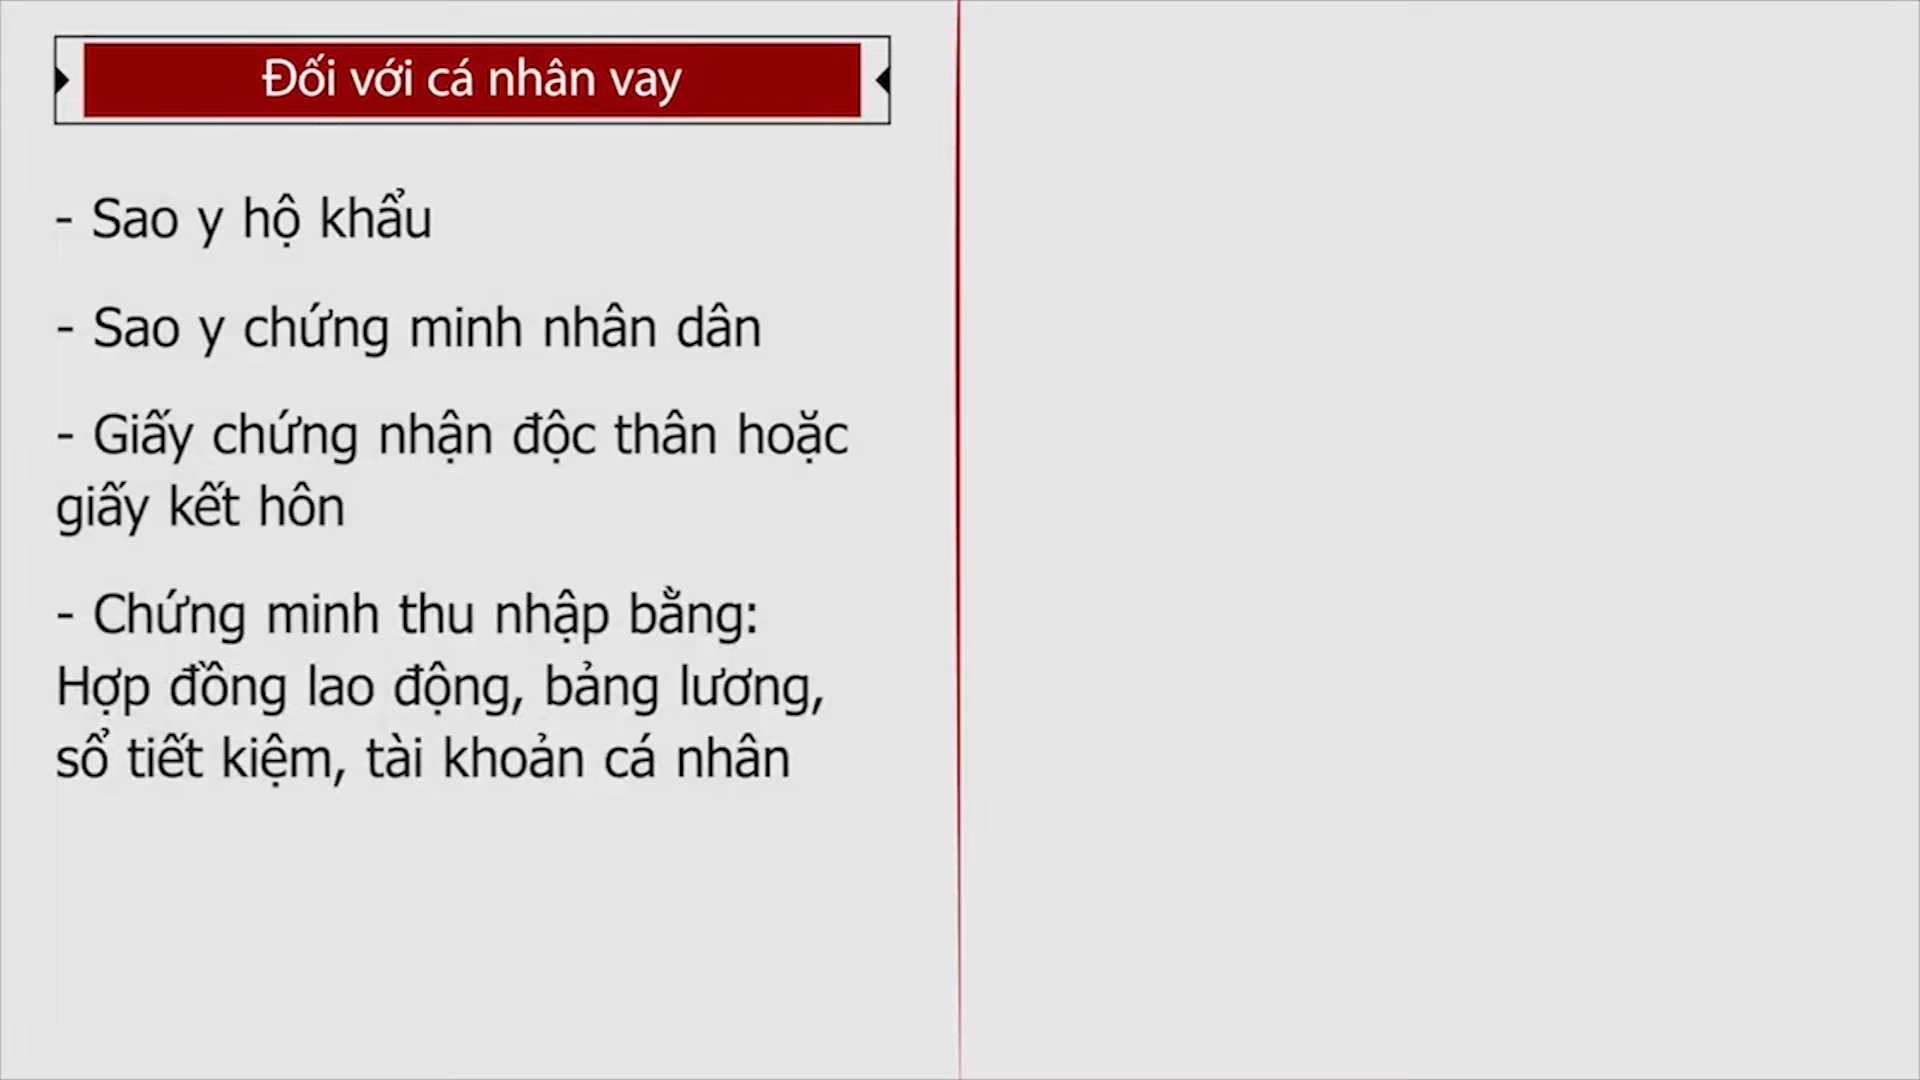 Đối với cá nhân vay
- Sao y hộ khẩu
- Sao y chứng minh nhân dân
- Giấy chứng nhận độc thân hoặc
giấy kết hôn
- Chứng minh thu nhập bằng:
Hợp đồng lao động, bảng lương,
sổ tiết kiệm, tài khoản cá nhân